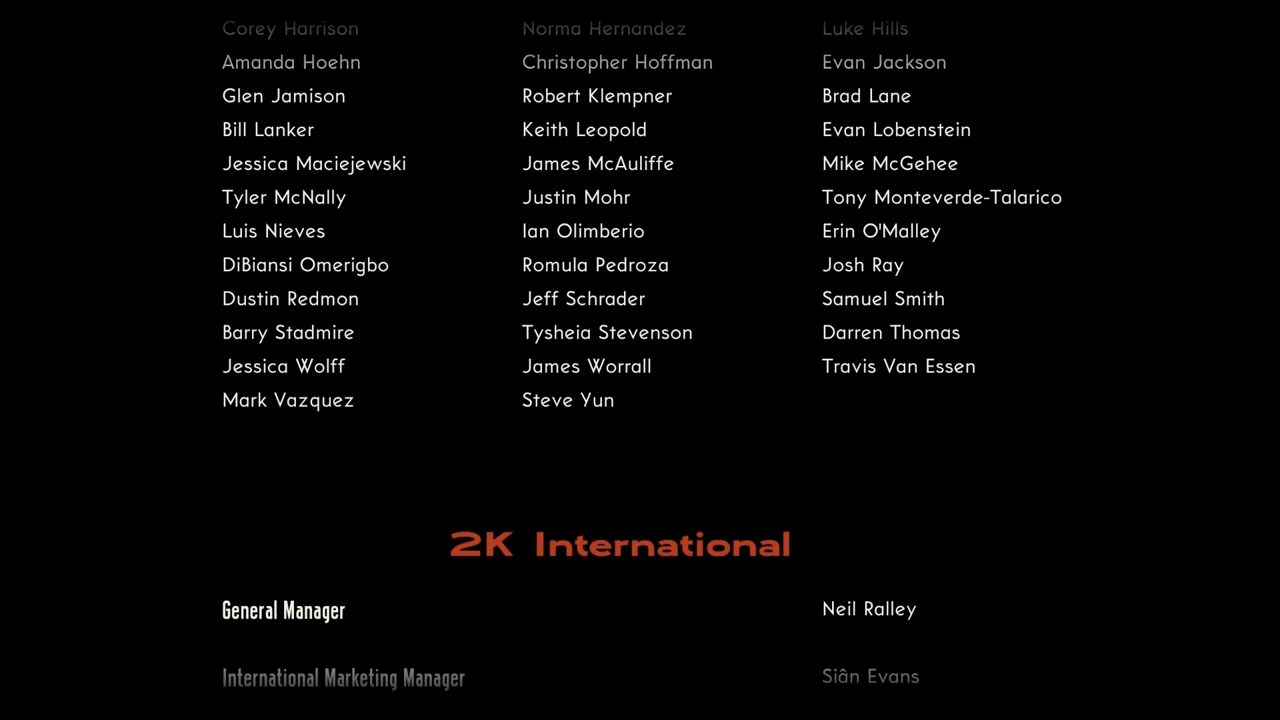 Corey Harrison Norma Hernandez Luke Hills
Amanda Hoehn Christopher Hoffman Evan Jackson
Glen Jamison Robert Klempner Brad Lane
Bill Lanker Keith Leopold Evan Lobenstein
Jessica Maciejewski James McAuliffe Mike McGehee
Tyler McNally Justin Mohr Tony Monteverde-Talarico
Luis Nieves Ian Olimberio Erin O'Malley
DiBiansi Omerigbo Romula Pedroza Josh Ray
Dustin Redmon Jeff Schrader Samuel Smith
Barry Stadmire Tysheia Stevenson Darren Thomas
Jessica Wolff James Worrall Travis Van Essen
Mark Vazquez Steve Yun
2K International
General Manager Neil Ralley
International Marketing Manager Siân Evans